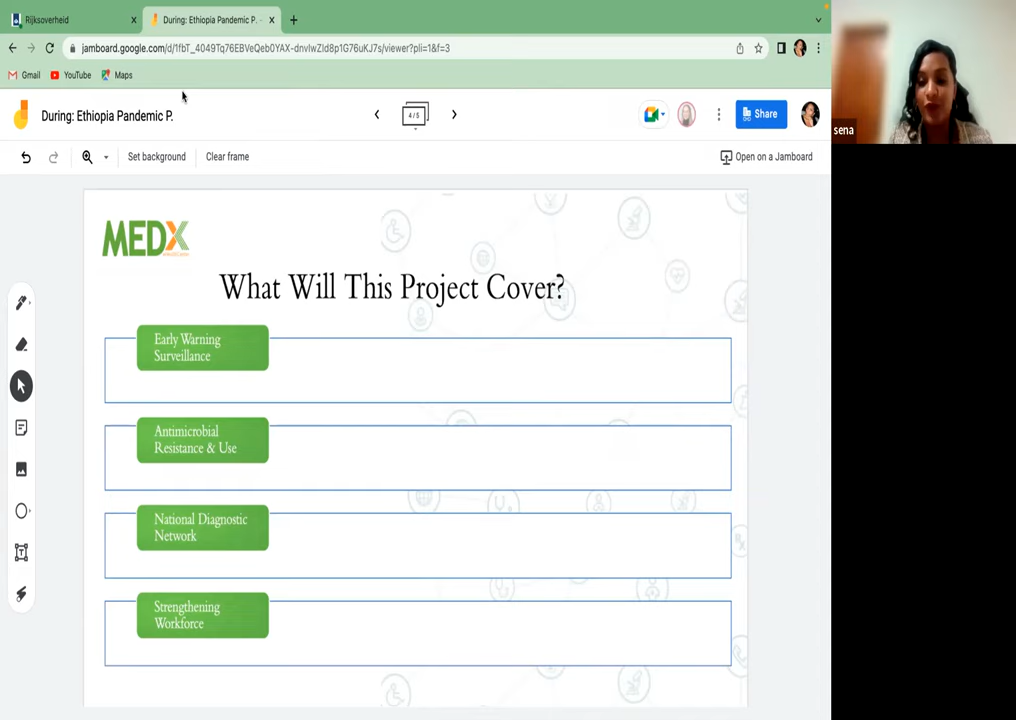 Rijksoverheid
During: Ethiopia Pandemic P. -
jamboard.google.com/d/1fbT_4049Tq76EBVeQeb0YAX-dnvlwZld8p1G76uKJ7s/viewer?pli=1&f=3
Gmail YouTube Maps
During: Ethiopia Pandemic P.
4 / 5
Share
sena
Set background Clear frame
Open on a Jamboard
MEDX
What Will This Project Cover?
Early Warning
Surveillance
Antimicrobial
Resistance & Use
National Diagnostic
Network
Strengthening
Workforce